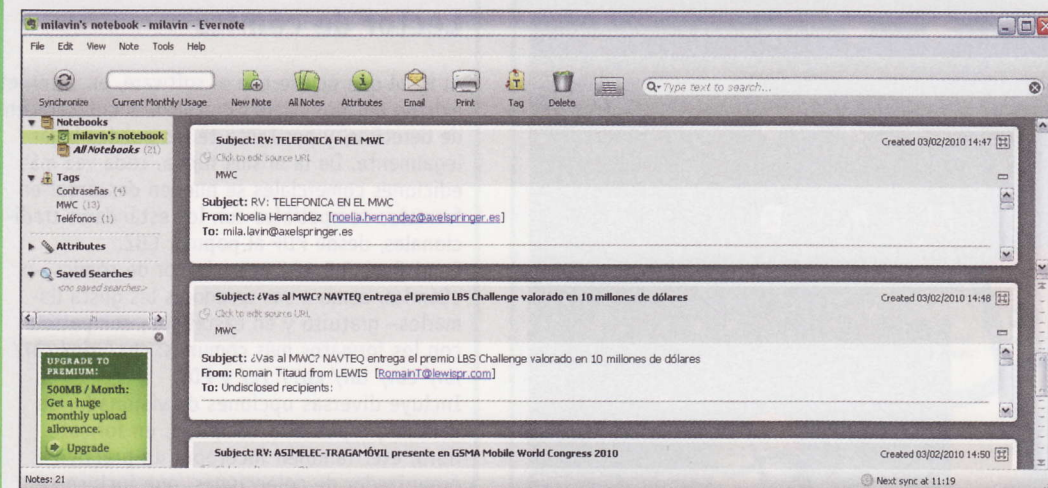 milavin's notebook - milavin - Evernote
File Edit View Note Tools Help
Synchronize Current Monthly Usage New Note All Notes Attributes Email Print Tag Delete
Type text to search...
Notebooks
milavin's notebook
All Notebooks (21)
Tags
Contraseñas (4)
MWC (13)
Teléfonos (1)
Attributes
Saved Searches
<no saved searches>
UPGRADE TO
PREMIUM:
500MB / Month:
Get a huge
monthly upload
allowance.
Upgrade
Subject: RV: TELEFONICA EN EL MWC Created 03/02/2010 14:47
Click to edit source URL
MWC
Subject: RV: TELEFONICA EN EL MWC
From: Noelia Hernandez [noelia.hernandez@axelspringer.es]
To: mila.lavin@axelspringer.es
Subject: ¿Vas al MWC? NAVTEQ entrega el premio LBS Challenge valorado en 10 millones de dólares Created 03/02/2010 14:48
Click to edit source URL
MWC
Subject: ¿Vas al MWC? NAVTEQ entrega el premio LBS Challenge valorado en 10 millones de dólares
From: Romain Titaud from LEWIS [RomainT@lewispr.com]
To: Undisclosed recipients:
Subject: RV: ASIMELEC-TRAGAMÓVIL presente en GSMA Mobile World Congress 2010 Created 03/02/2010 14:50
Notes: 21
Next sync at 11:19